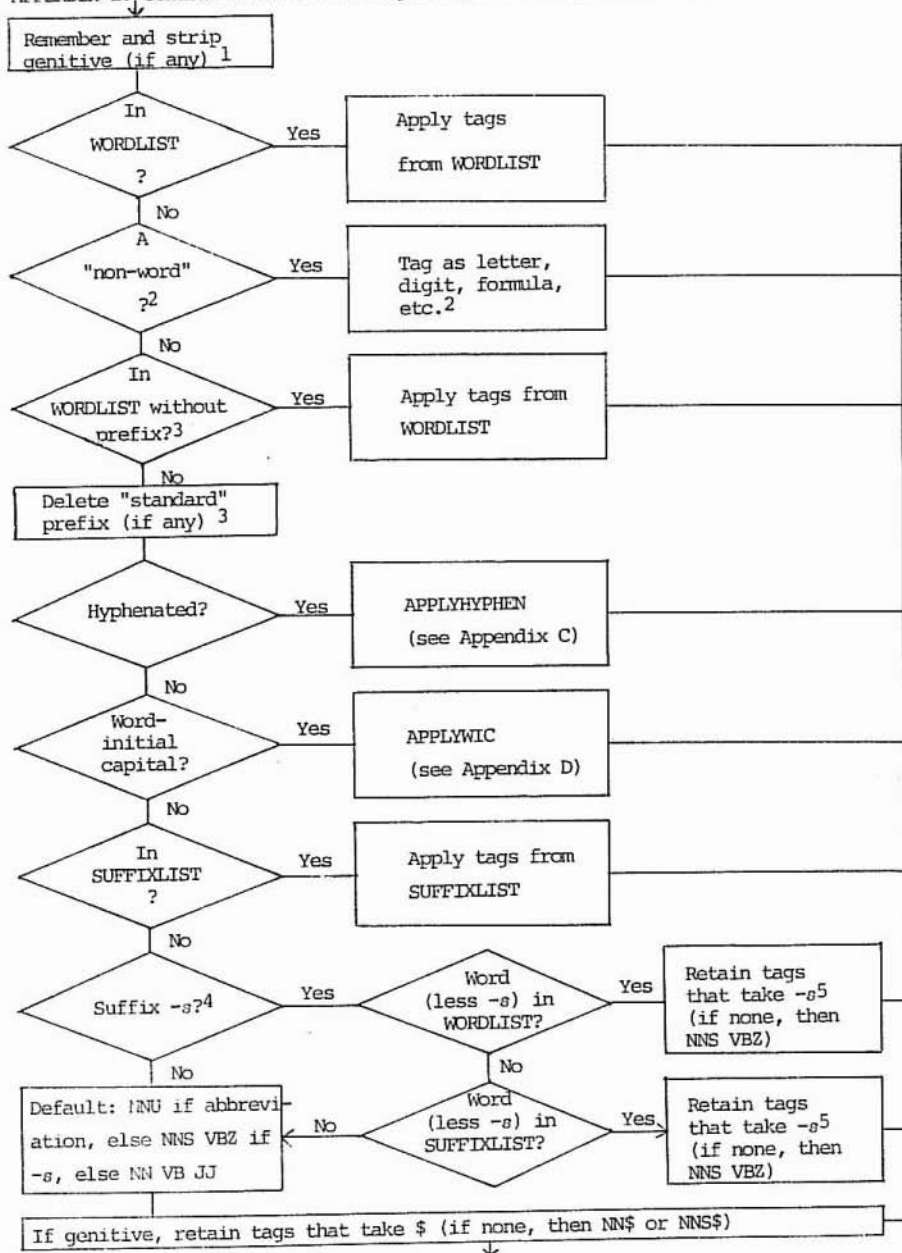 Remember and strip
genitive (if any) 1
In
WORDLIST
?
Yes
Apply tags
from WORDLIST
No
A
"non-word"
?2
Yes
Tag as letter,
digit, formula,
etc.2
No
In
WORDLIST without
prefix?3
Yes
Apply tags from
WORDLIST
No
Delete "standard"
prefix (if any) 3
Hyphenated?
Yes
APPLYHYPHEN
(see Appendix C)
No
Word-
initial
capital?
Yes
APPLYWIC
(see Appendix D)
No
In
SUFFIXLIST
?
Yes
Apply tags from
SUFFIXLIST
No
Suffix -s?4
Yes
Word
(less -s) in
WORDLIST?
Yes
Retain tags
that take -s5
(if none, then
NNS VBZ)
No
No
Default: NNU if abbrevi-
ation, else NNS VBZ if
-s, else NN VB JJ
No
Word
(less -s) in
SUFFIXLIST?
Yes
Retain tags
that take -s5
(if none, then
NNS VBZ)
If genitive, retain tags that take $ (if none, then NN$ or NNS$)